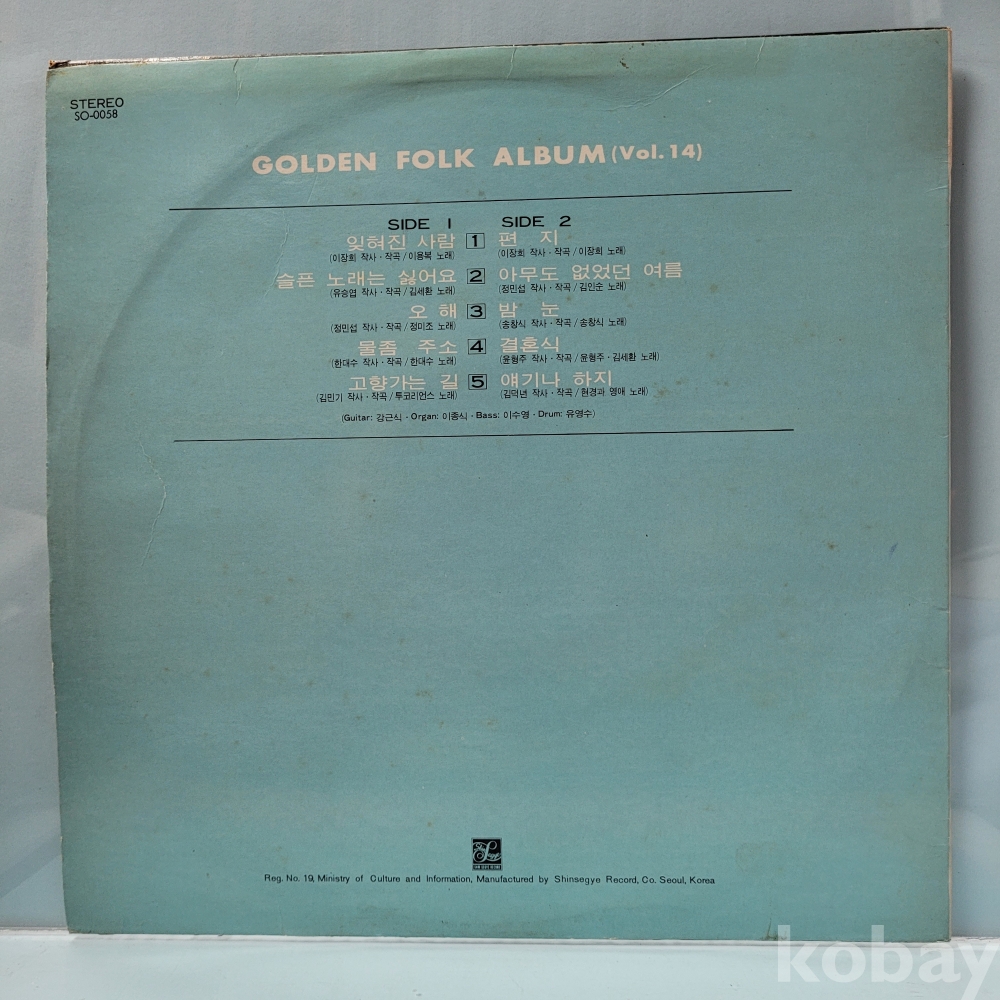 STEREO
SO-0058
GOLDEN FOLK ALBUM (Vol. 14)
SIDE 1 SIDE 2
잊혀진 사람 1 편 지
(이장희 작사·작곡/이용복 노래) (이장희 작사·작곡/이장희 노래)
슬픈 노래는 싫어요 2 아무도 없었던 여름
(유승엽 작사·작곡/김세환 노래) (정민섭 작사·작곡/김인순 노래)
오 해 3 밤 눈
(정민섭 작사·작곡/정미조 노래) (송창식 작사·작곡/송창식 노래)
물좀 주소 4 결혼식
(한대수 작사·작곡/한대수 노래) (윤형주 작사·작곡/윤형주·김세환 노래)
고향가는 길 5 얘기나 하지
(김민기 작사·작곡/투코리언스 노래) (김덕년 작사·작곡/현경과 영애 노래)
(Guitar: 강근식·Organ: 이종식·Bass: 이수영·Drum: 유영수)
Reg. No. 19, Ministry of Culture and Information, Manufactured by Shinsegye Record, Co. Seoul, Korea
kobay